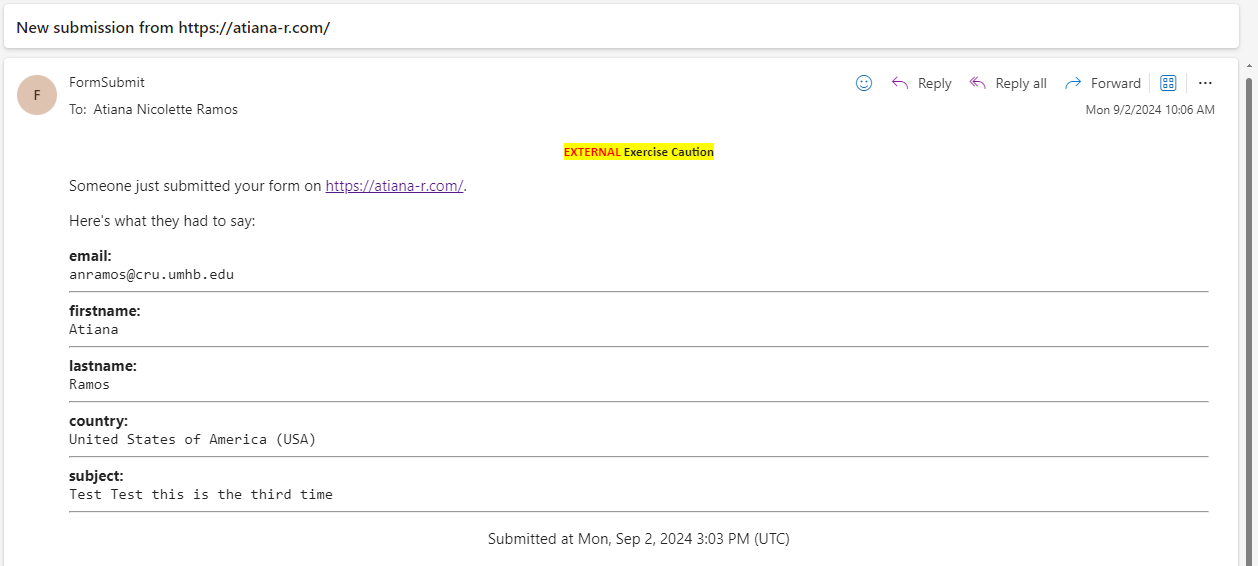 New submission from https://atiana-r.com/
F
FormSubmit
Reply
Reply all
Forward
To: Atiana Nicolette Ramos
Mon 9/2/2024 10:06 AM
EXTERNAL Exercise Caution
Someone just submitted your form on https://atiana-r.com/.
Here's what they had to say:
email:
anramos@cru.umhb.edu
firstname:
Atiana
lastname:
Ramos
country:
United States of America (USA)
subject:
Test Test this is the third time
Submitted at Mon, Sep 2, 2024 3:03 PM (UTC)